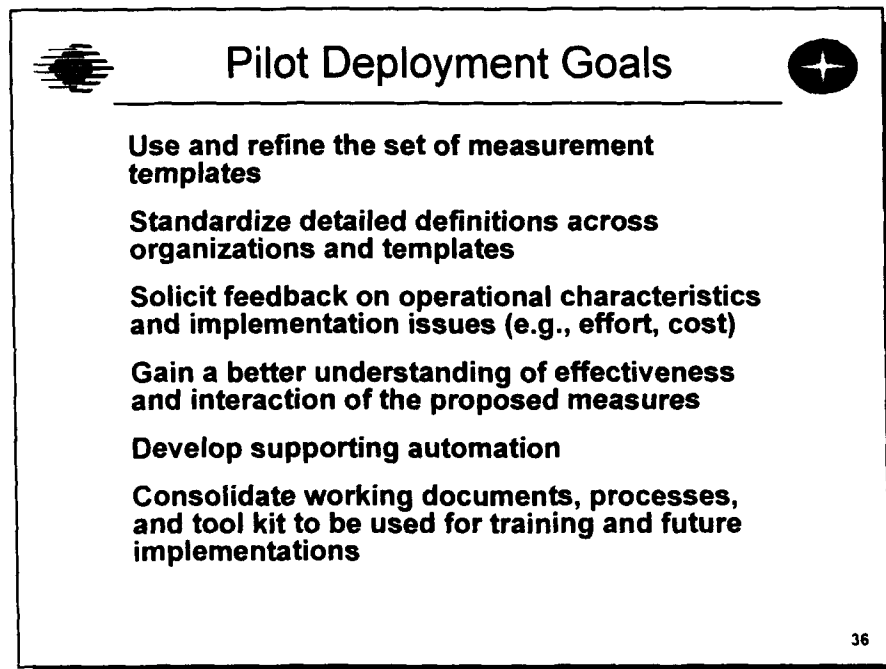 Pilot Deployment Goals
Use and refine the set of measurement
templates
Standardize detailed definitions across
organizations and templates
Solicit feedback on operational characteristics
and implementation issues (e.g., effort, cost)
Gain a better understanding of effectiveness
and interaction of the proposed measures
Develop supporting automation
Consolidate working documents, processes,
and tool kit to be used for training and future
implementations
36